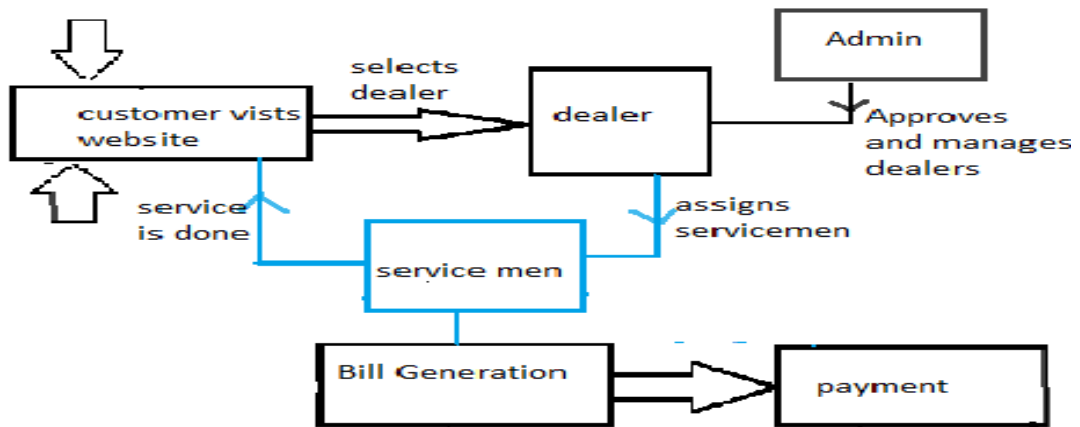 Admin
selects
dealer
customer vists
website
dealer
Approves
and manages
dealers
service
is done
assigns
servicemen
service men
Bill Generation
payment